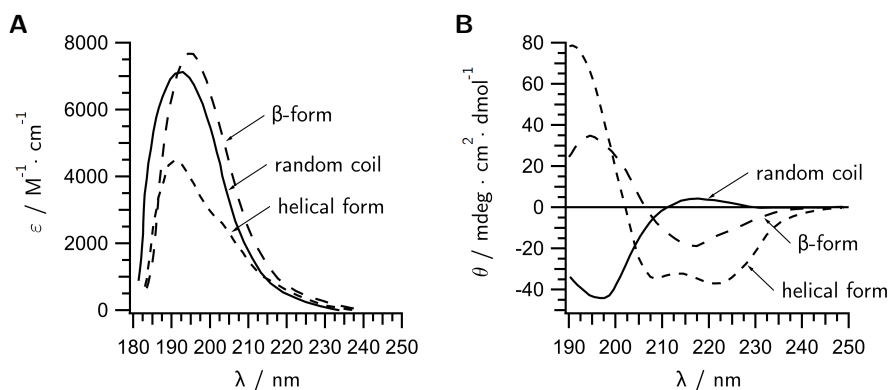 A
8000
6000
4000
2000
0
ε / M⁻¹ · cm⁻¹
β-form
random coil
helical form
180 190 200 210 220 230 240 250
λ / nm
B
80
60
40
20
0
-20
-40
θ / mdeg · cm² · dmol⁻¹
random coil
β-form
helical form
190 200 210 220 230 240 250
λ / nm